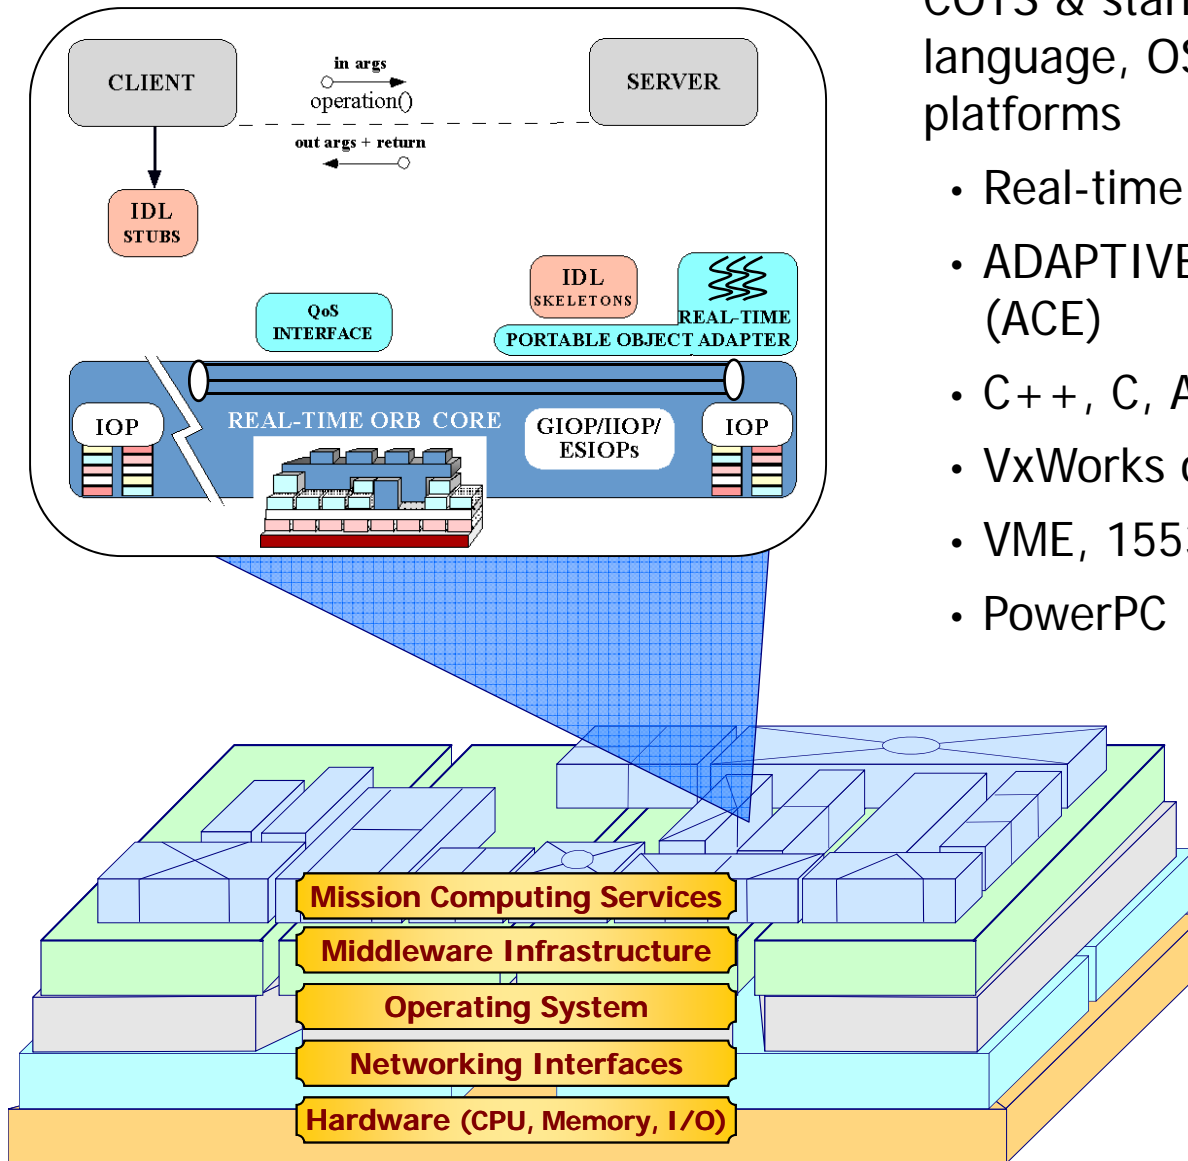 CLIENT
in args
operation()
out args + return
SERVER
IDL
STUBS
IDL
SKELETONS
QoS
INTERFACE
REAL-TIME
PORTABLE OBJECT ADAPTER
IOP
REAL-TIME ORB CORE
GIOP/IIOP/
ESIOPs
IOP
COTS &
language,
platforms
• Real-time
• ADAPTIVE
(ACE)
• C++, C,
• VxWorks
• VME,
• PowerPC
Mission Computing Services
Middleware Infrastructure
Operating System
Networking Interfaces
Hardware (CPU, Memory, I/O)